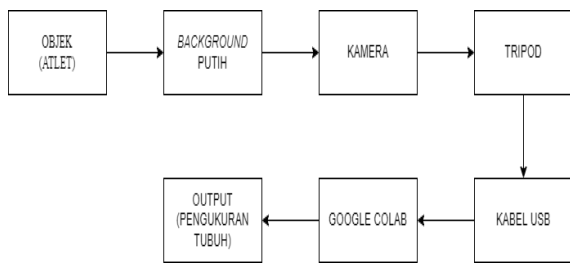 OBJEK
(ATLET)
BACKGROUND
PUTIH
KAMERA
TRIPOD
KABEL USB
GOOGLE COLAB
OUTPUT
(PENGUKURAN
TUBUH)